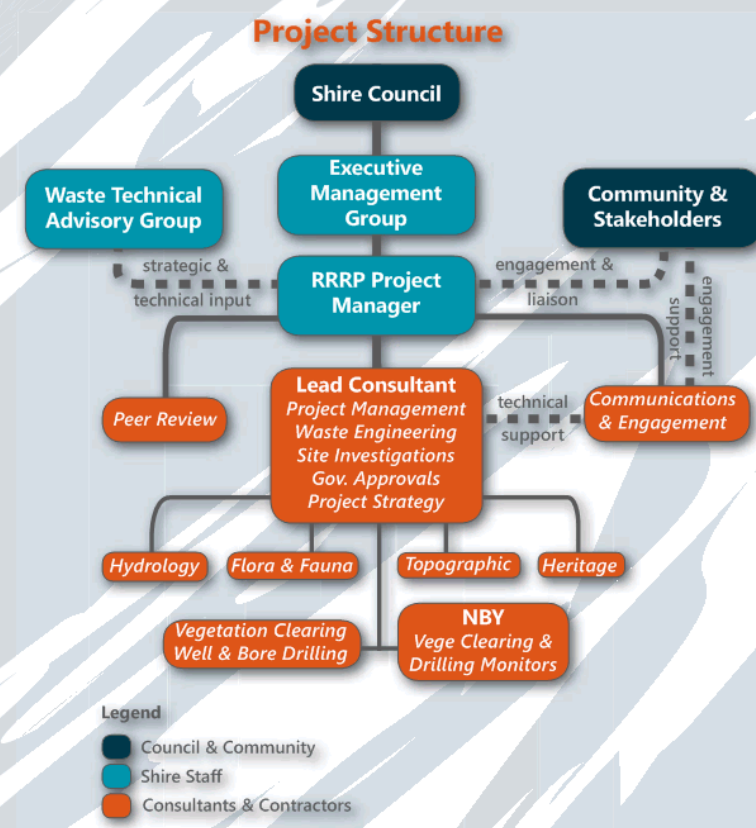 Project Structure
Shire Council
Executive
Management
Group
Waste Technical
Advisory Group
Community &
Stakeholders
strategic &
technical input
RRRP Project
Manager
engagement &
liaison
engagement
support
Peer Review
Lead Consultant
Project Management
Waste Engineering
Site Investigations
Gov. Approvals
Project Strategy
technical
support
Communications
& Engagement
Hydrology
Flora & Fauna
Topographic
Heritage
Vegetation Clearing
Well & Bore Drilling
NBY
Vege Clearing &
Drilling Monitors
Legend
Council & Community
Shire Staff
Consultants & Contractors